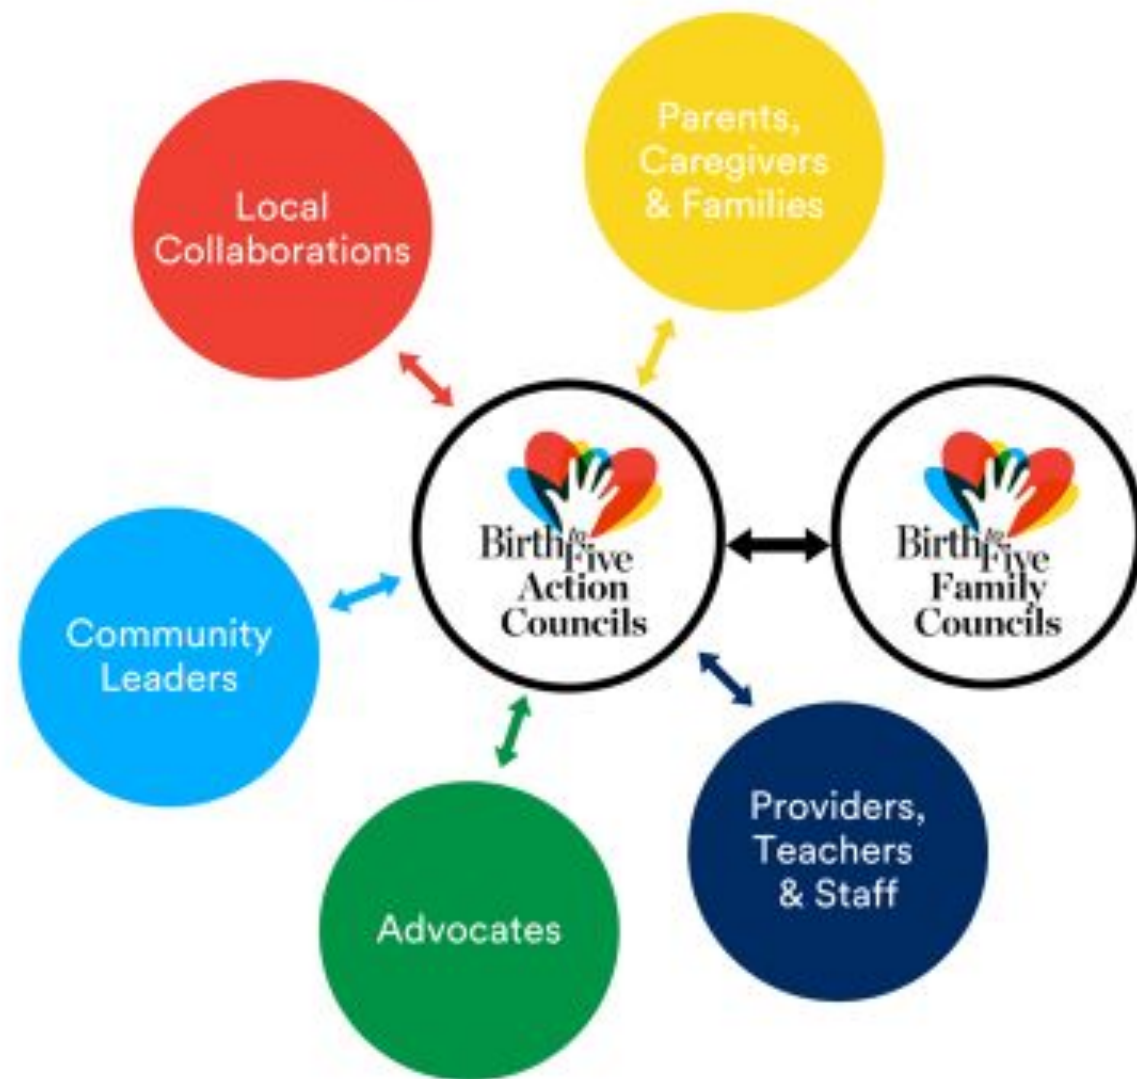 Parents,
Caregivers
& Families
Local
Collaborations
Birth to
Five
Action
Councils
Birth to
Five
Family
Councils
Community
Leaders
Providers,
Teachers
& Staff
Advocates